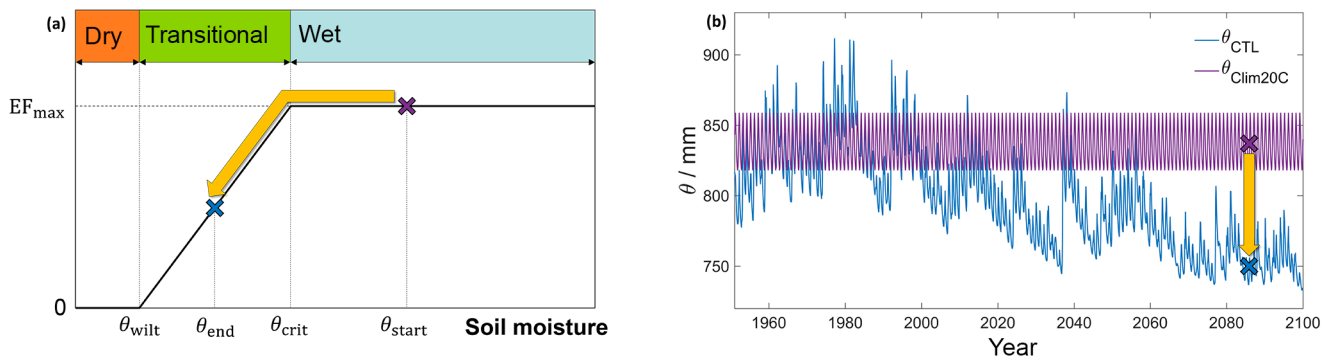 (a)
Dry Transitional Wet
EFmax
0
θwilt θend θcrit θstart Soil moisture
(b)
θCTL
θClim20C
900
850
800
750
θ / mm
1960 1980 2000 2020 2040 2060 2080 2100
Year